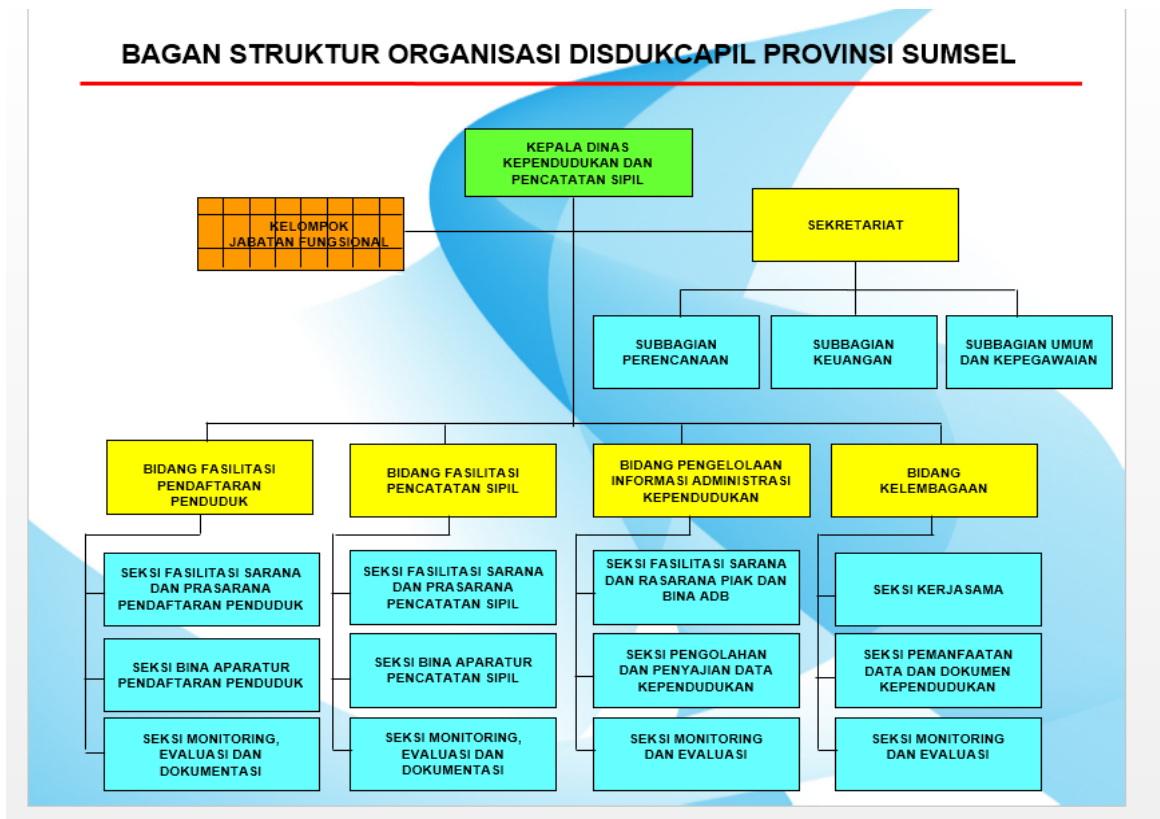 BAGAN STRUKTUR ORGANISASI DISDUKCAPIL PROVINSI SUMSEL
KEPALA DINAS
KEPENDUDUKAN DAN
PENCATATAN SIPIL
KELOMPOK
JABATAN FUNGSIONAL
SEKRETARIAT
SUBBAGIAN
PERENCANAAN
SUBBAGIAN
KEUANGAN
SUBBAGIAN UMUM
DAN KEPEGAWAIAN
BIDANG FASILITASI
PENDAFTARAN
PENDUDUK
BIDANG FASILITASI
PENCATATAN SIPIL
BIDANG PENGELOLAAN
INFORMASI ADMINISTRASI
KEPENDUDUKAN
BIDANG
KELEMBAGAAN
SEKSI FASILITASI SARANA
DAN PRASARANA
PENDAFTARAN PENDUDUK
SEKSI FASILITASI SARANA
DAN PRASARANA
PENCATATAN SIPIL
SEKSI FASILITASI SARANA
DAN RASARANA PIAK DAN
BINA ADB
SEKSI KERJASAMA
SEKSI BINA APARATUR
PENDAFTARAN PENDUDUK
SEKSI BINA APARATUR
PENCATATAN SIPIL
SEKSI PENGOLAHAN
DAN PENYAJIAN DATA
KEPENDUDUKAN
SEKSI PEMANFAATAN
DATA DAN DOKUMEN
KEPENDUDUKAN
SEKSI MONITORING,
EVALUASI DAN
DOKUMENTASI
SEKSI MONITORING,
EVALUASI DAN
DOKUMENTASI
SEKSI MONITORING
DAN EVALUASI
SEKSI MONITORING
DAN EVALUASI